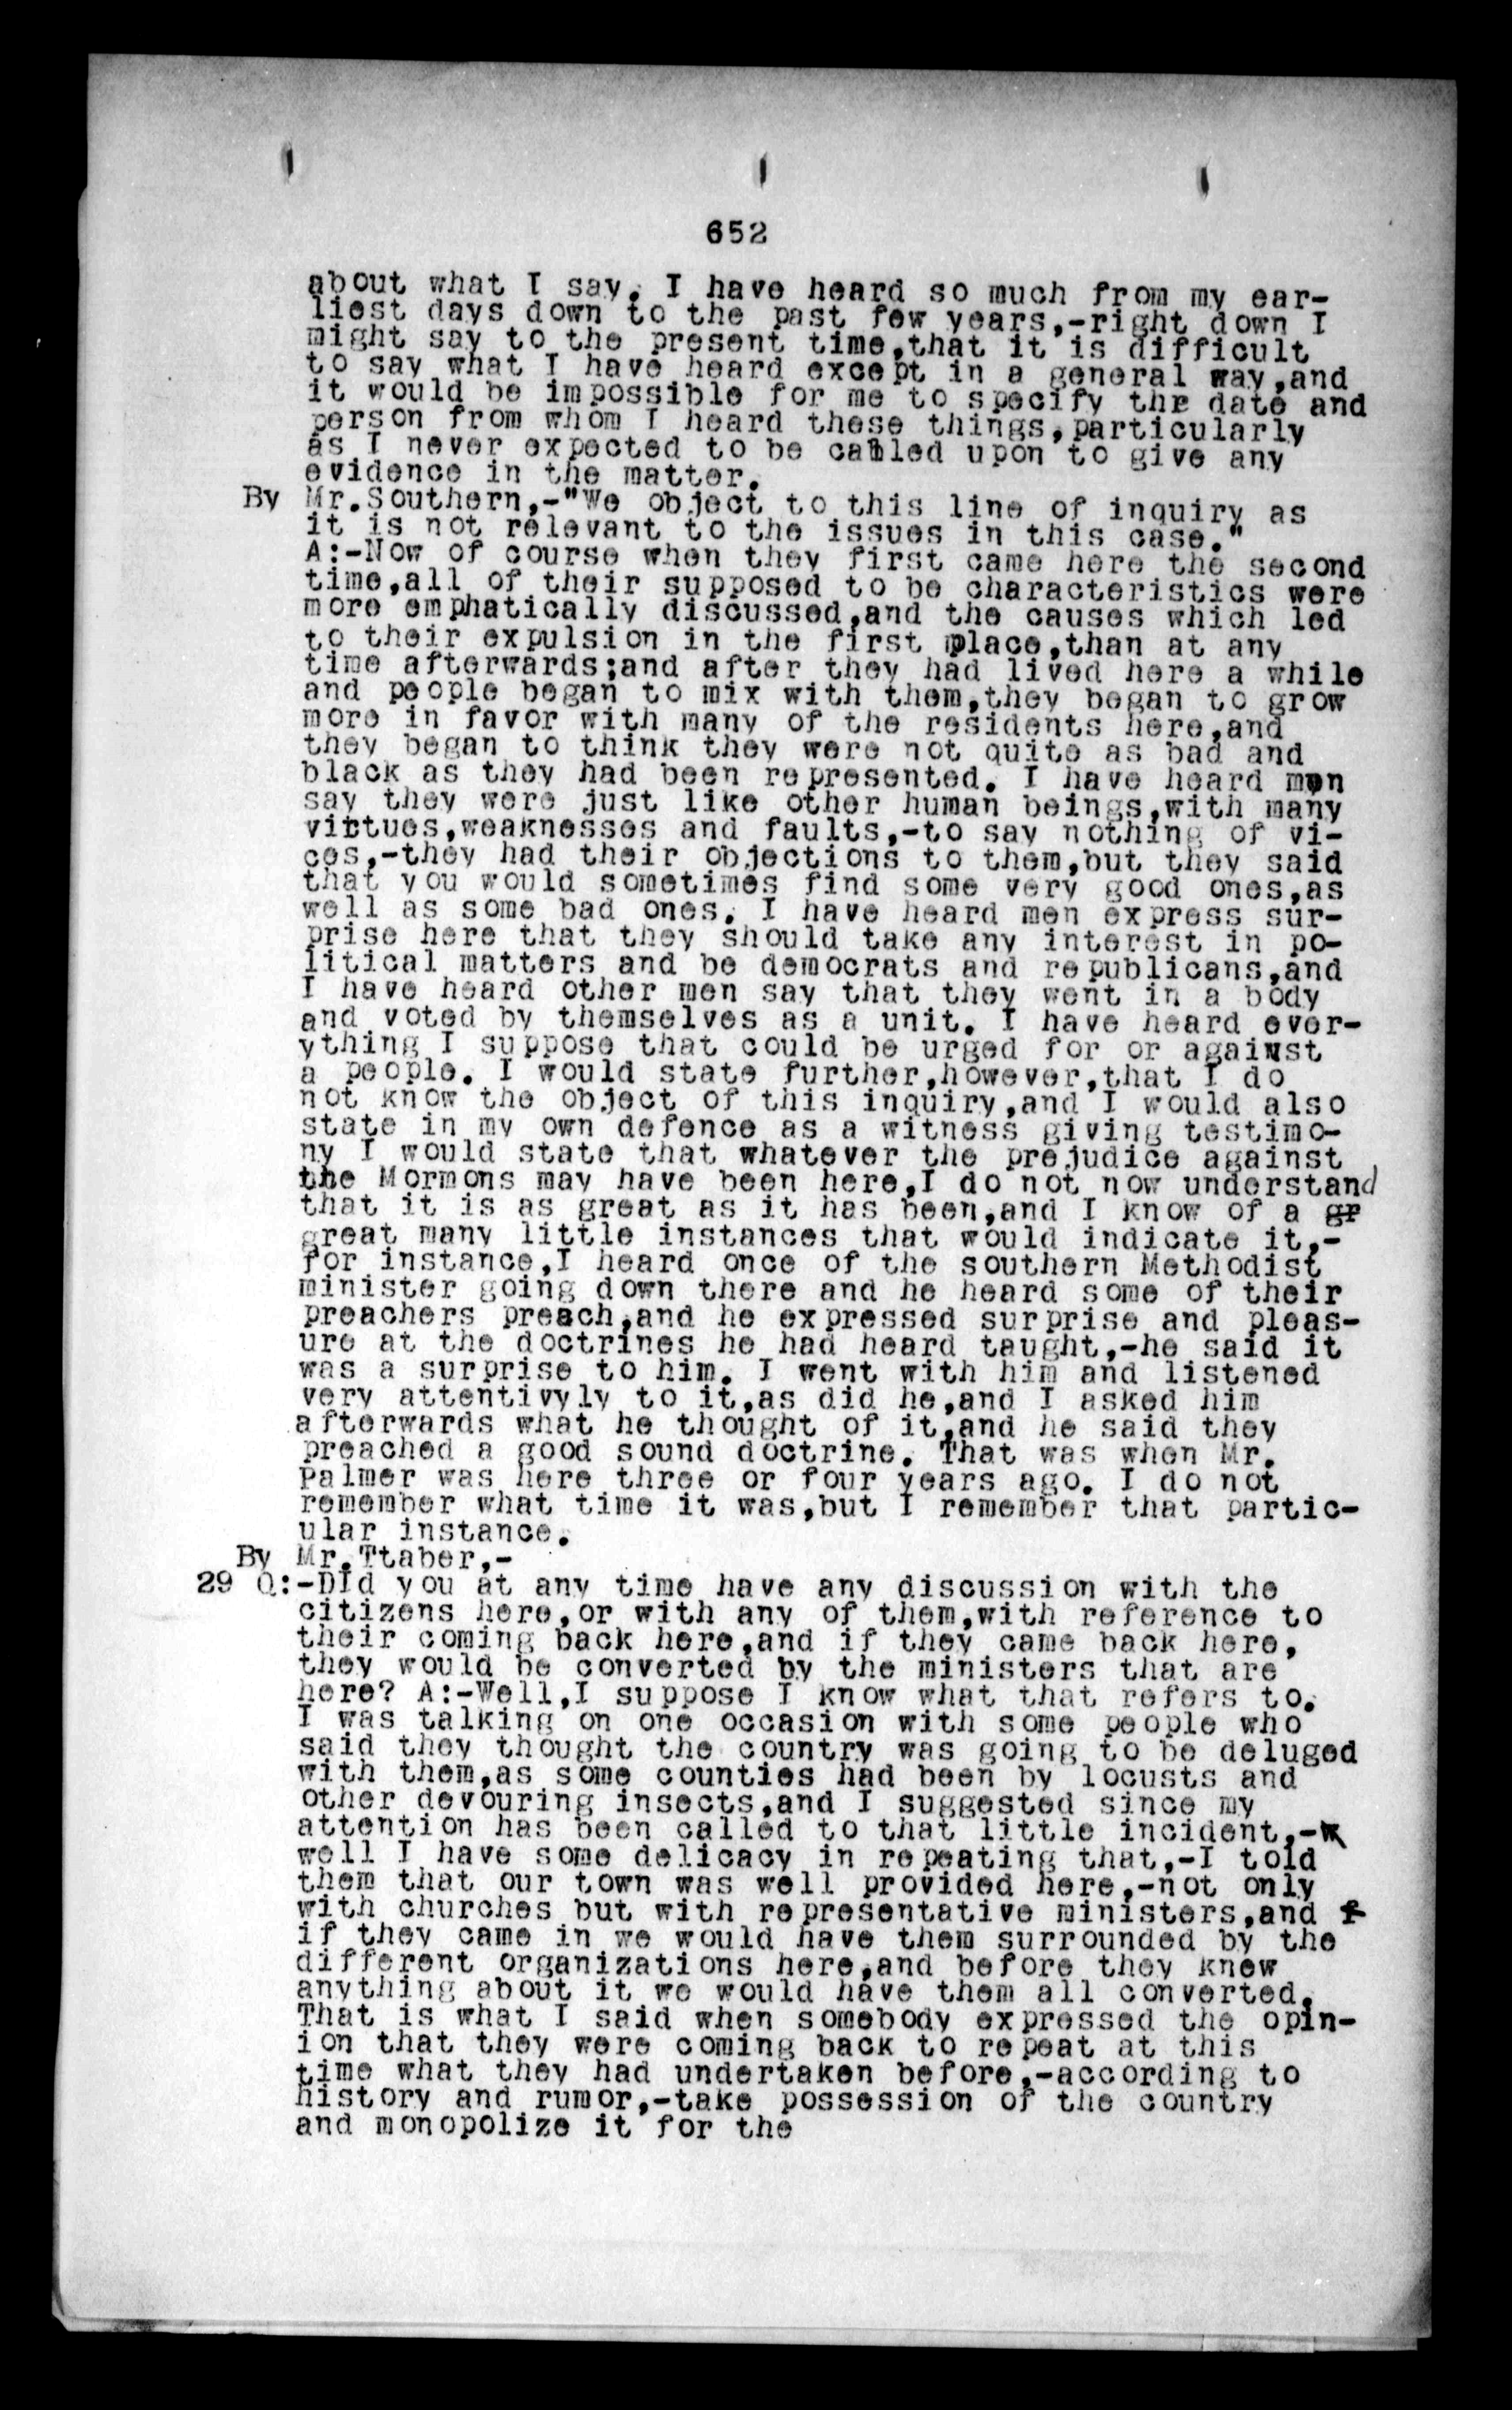 652
about what I say. I have heard so much from my ear-
liest days down to the past few years,-right down I
might say to the present time,that it is difficult
to say what I have heard except in a general way,and
it would be impossible for me to specify the date and
person from whom I heard these things,particularly
as I never expected to be called upon to give any
evidence in the matter.
By Mr.Southern,-"We object to this line of inquiry as
it is not relevant to the issues in this case."
A:-Now of course when they first came here the second
time,all of their supposed to be characteristics were
more emphatically discussed,and the causes which led
to their expulsion in the first place,than at any
time afterwards;and after they had lived here a while
and people began to mix with them,they began to grow
more in favor with many of the residents here,and
they began to think they were not quite as bad and
black as they had been represented. I have heard men
say they were just like other human beings,with many
virtues,weaknesses and faults,-to say nothing of vi-
ces,-they had their objections to them,but they said
that you would sometimes find some very good ones,as
well as some bad ones. I have heard men express sur-
prise here that they should take any interest in po-
litical matters and be democrats and republicans,and
I have heard other men say that they went in a body
and voted by themselves as a unit. I have heard ever-
ything I suppose that could be urged for or against
a people. I would state further,however,that I do
not know the object of this inquiry,and I would also
state in my own defence as a witness giving testimo-
ny I would state that whatever the prejudice against
the Mormons may have been here,I do not now understand
that it is as great as it has been,and I know of a gr
great many little instances that would indicate it,-
for instance,I heard once of the southern Methodist
minister going down there and he heard some of their
preachers preach,and he expressed surprise and pleas-
ure at the doctrines he had heard taught,-he said it
was a surprise to him. I went with him and listened
very attentivyly to it,as did he,and I asked him
afterwards what he thought of it,and he said they
preached a good sound doctrine. That was when Mr.
Palmer was here three or four years ago. I do not
remember what time it was,but I remember that partic-
ular instance.
By Mr.Ttaber,-
29 Q:-DId you at any time have any discussion with the
citizens here,or with any of them,with reference to
their coming back here,and if they came back here,
they would be converted by the ministers that are
here? A:-Well,I suppose I know what that refers to.
I was talking on one occasion with some people who
said they thought the country was going to be deluged
with them,as some counties had been by locusts and
other devouring insects,and I suggested since my
attention has been called to that little incident,-w
well I have some delicacy in repeating that,-I told
them that our town was well provided here,-not only
with churches but with representative ministers,and f
if they came in we would have them surrounded by the
different organizations here,and before they knew
anything about it we would have them all converted.
That is what I said when somebody expressed the opin-
ion that they were coming back to repeat at this
time what they had undertaken before,-according to
history and rumor,-take possession of the country
and monopolize it for the